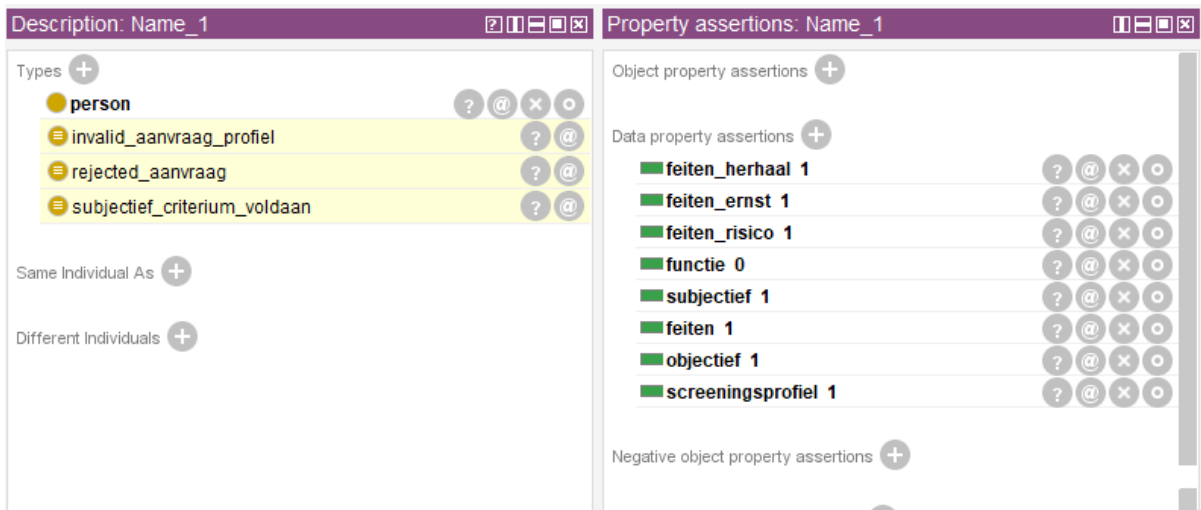 Description: Name_1
Types
person
invalid_aanvraag_profiel
rejected_aanvraag
subjectief_criterium_voldaan
Same Individual As
Different Individuals
Property assertions: Name_1
Object property assertions
Data property assertions
feiten_herhaal 1
feiten_ernst 1
feiten_risico 1
functie 0
subjectief 1
feiten 1
objectief 1
screeningsprofiel 1
Negative object property assertions